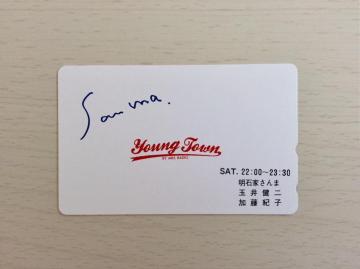 Sanma.
Young Town
BY MBS RADIO
SAT. 22:00～23:30
明石家さんま
玉井健二
加藤紀子